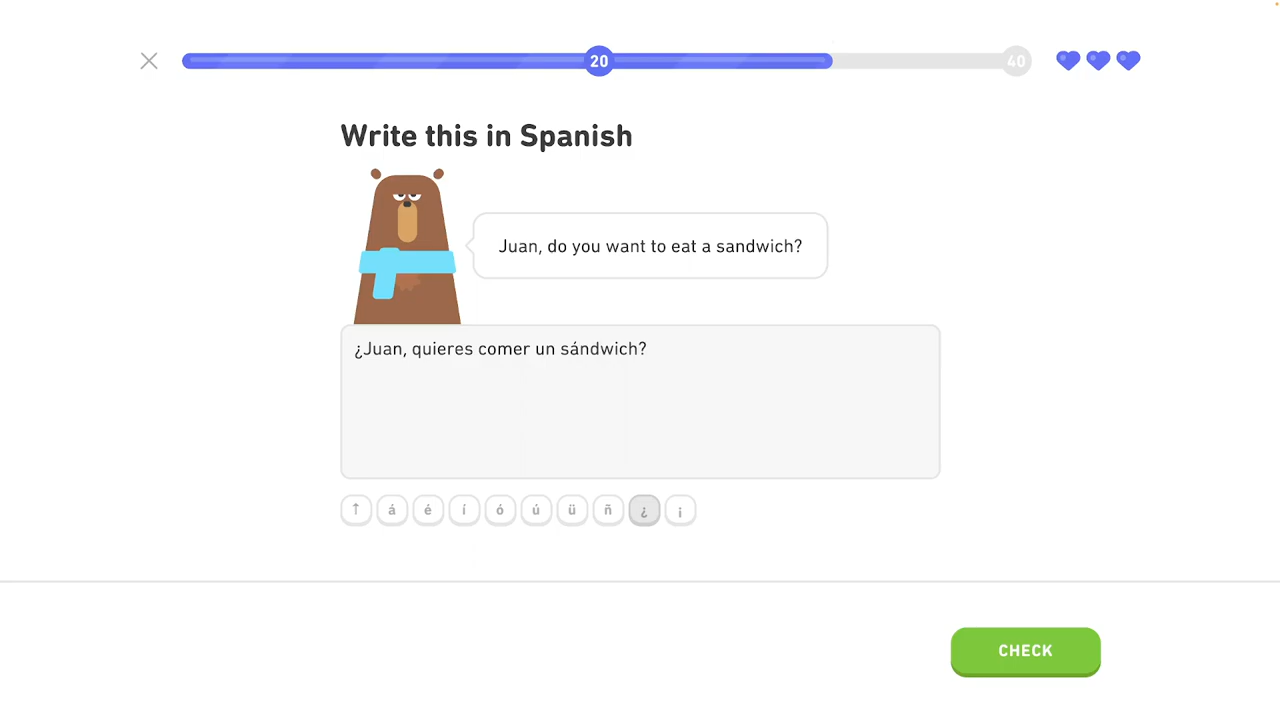 20
40
Write this in Spanish
Juan, do you want to eat a sandwich?
¿Juan, quieres comer un sándwich?
↑ á é í ó ú ü ñ ¿ ¡
CHECK